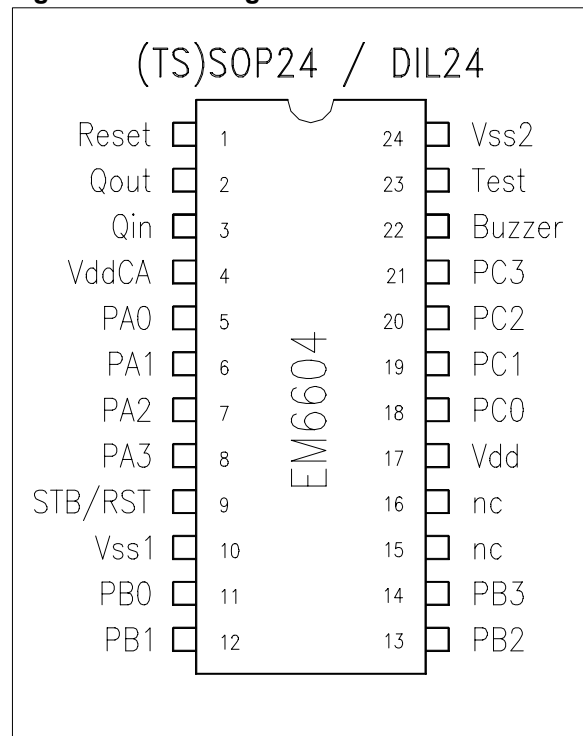 (TS)SOP24 / DIL24
Reset 1 24 Vss2
Qout 2 23 Test
Qin 3 22 Buzzer
VddCA 4 21 PC3
PA0 5 20 PC2
PA1 6 19 PC1
PA2 7 18 PC0
PA3 8 17 Vdd
STB/RST 9 16 nc
Vss1 10 15 nc
PB0 11 14 PB3
PB1 12 13 PB2
EM6604